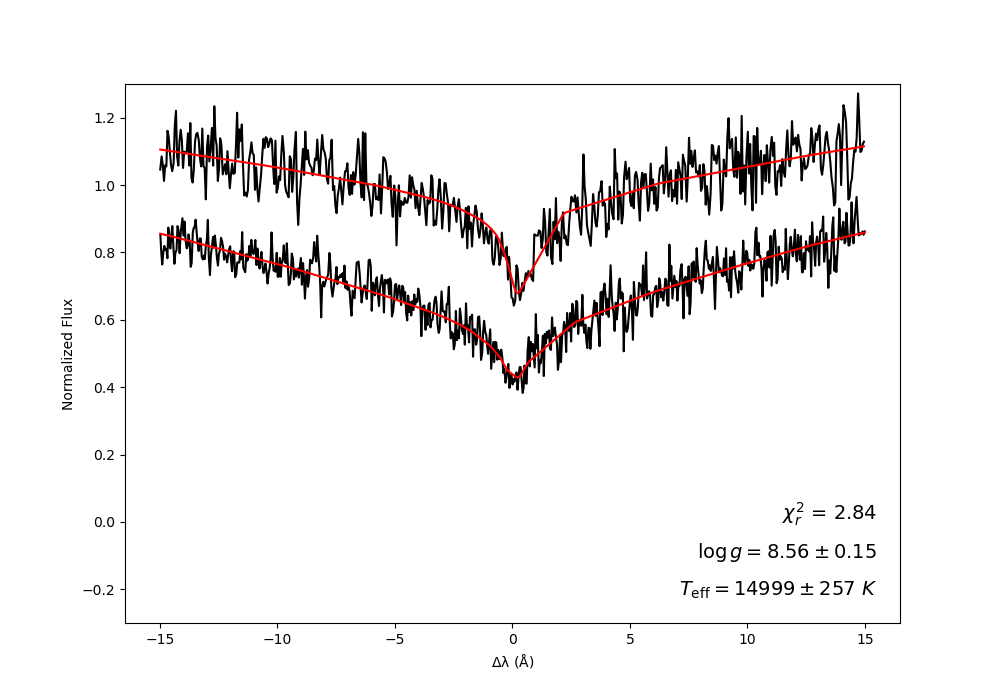 1.2
1.0
0.8
0.6
0.4
0.2
0.0
−0.2
Normalized Flux
χ²ᵣ = 2.84
log g = 8.56 ± 0.15
T_eff = 14999 ± 257 K
−15 −10 −5 0 5 10 15
Δλ (Å)